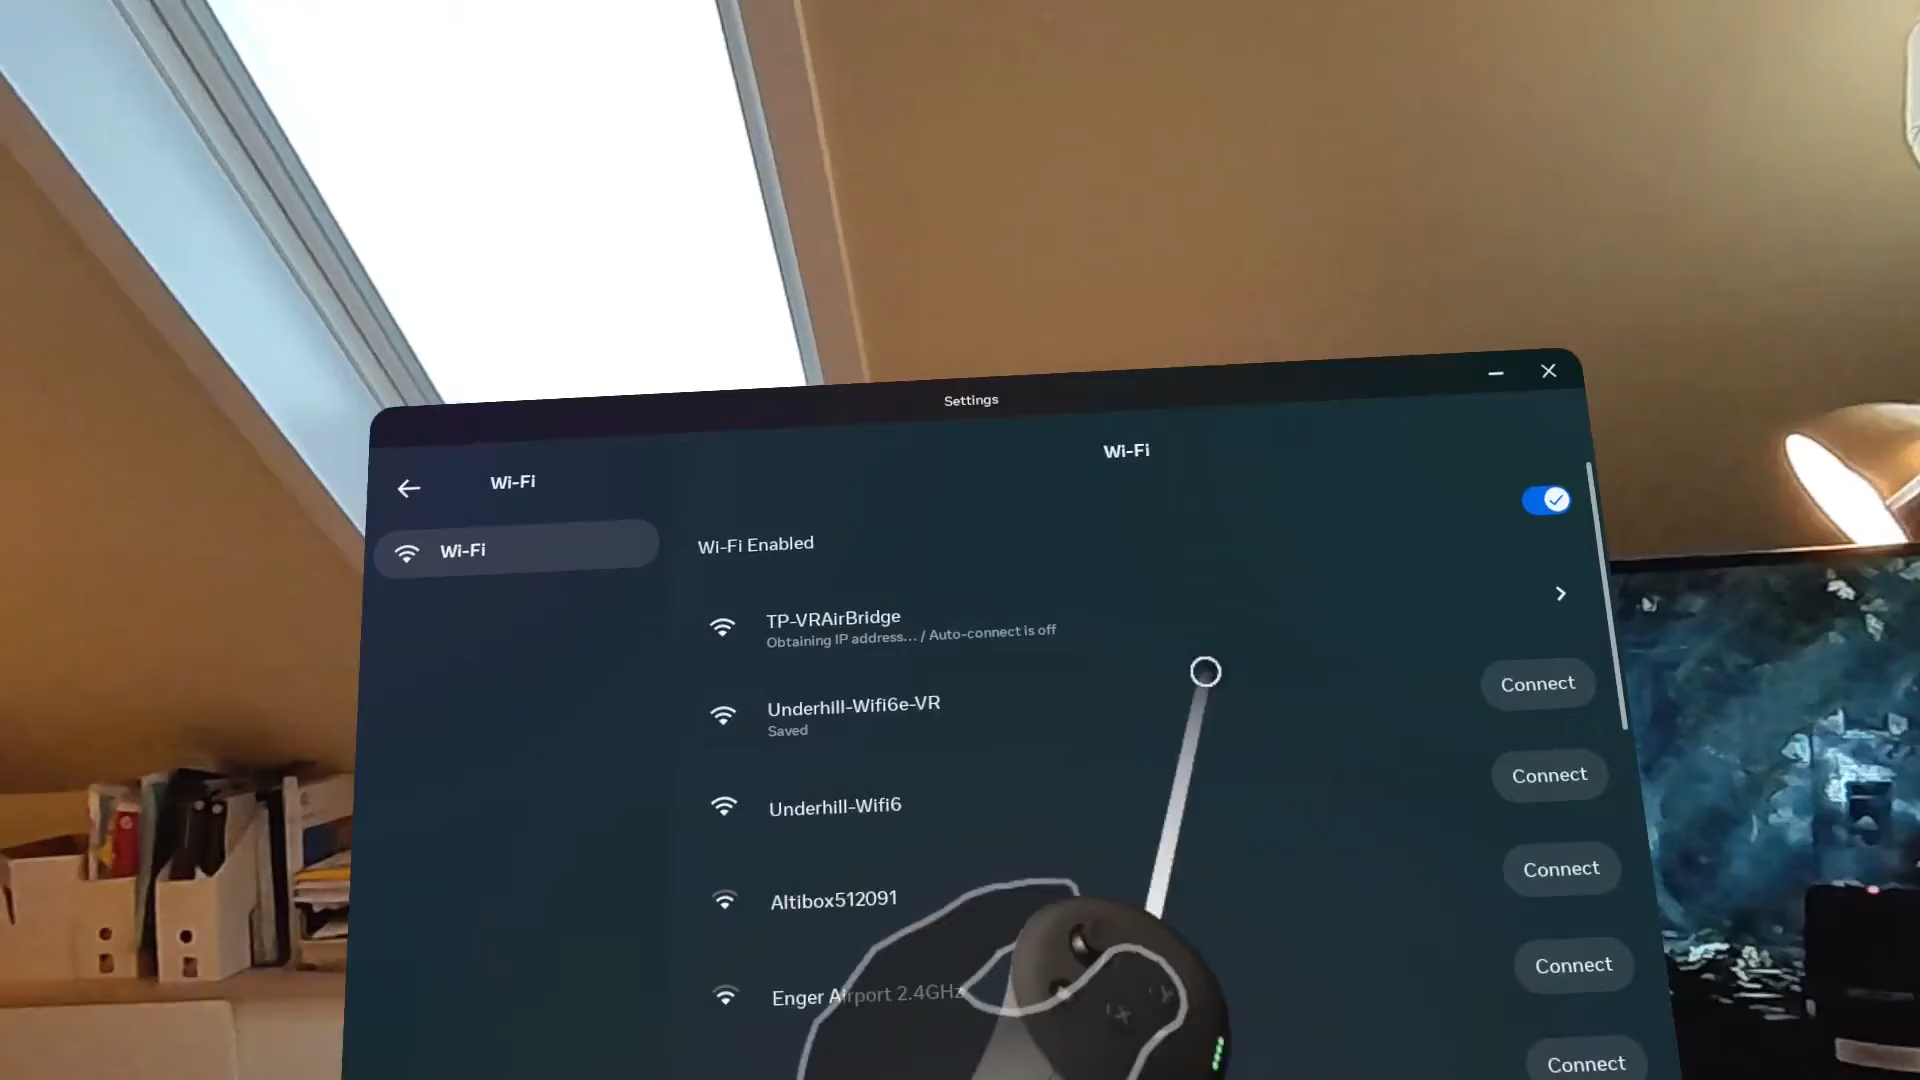 Settings
Wi-Fi
Wi-Fi
Wi-Fi
Wi-Fi Enabled
TP-VRAirBridge
Obtaining IP address... / Auto-connect is off
Underhill-Wifi6e-VR
Saved
Connect
Underhill-Wifi6
Connect
Altibox512091
Connect
Enger Airport 2.4GHz
Connect
Connect